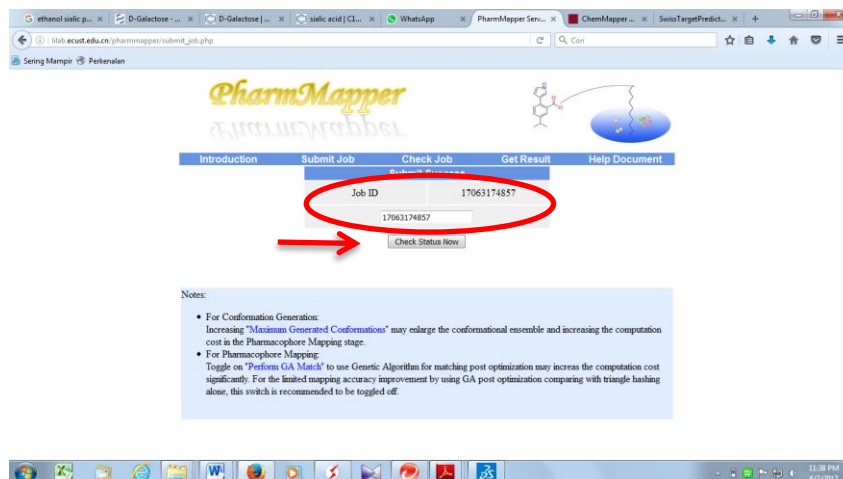 ethanol sialic p...
D-Galactose - ...
D-Galactose | ...
sialic acid | C1...
WhatsApp
PharmMapper Serv...
ChemMapper ...
SwissTargetPredict...
lilab.ecust.edu.cn/pharmmapper/submit_job.php
Cari
Sering Mampir Perkenalan
PharmMapper
Introduction Submit Job Check Job Get Result Help Document
Submit Success
Job ID 17063174857
17063174857
Check Status Now
Notes:
• For Conformation Generation:
Increasing "Maximum Generated Conformations" may enlarge the conformational ensemble and increasing the computation
cost in the Pharmacophore Mapping stage.
• For Pharmacophore Mapping:
Toggle on "Perform GA Match" to use Genetic Algorithm for matching post optimization may increas the computation cost
significantly. For the limited mapping accuracy improvement by using GA post optimization comparing with triangle hashing
alone, this switch is recommended to be toggled off.
11:38 PM